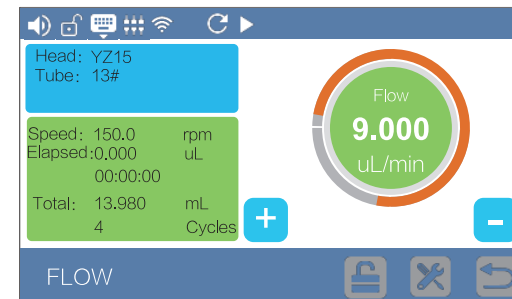 Head: YZ15
Tube: 13#
Speed: 150.0 rpm
Elapsed:0.000 uL
00:00:00
Total: 13.980 mL
4 Cycles
Flow
9.000
uL/min
+
-
FLOW